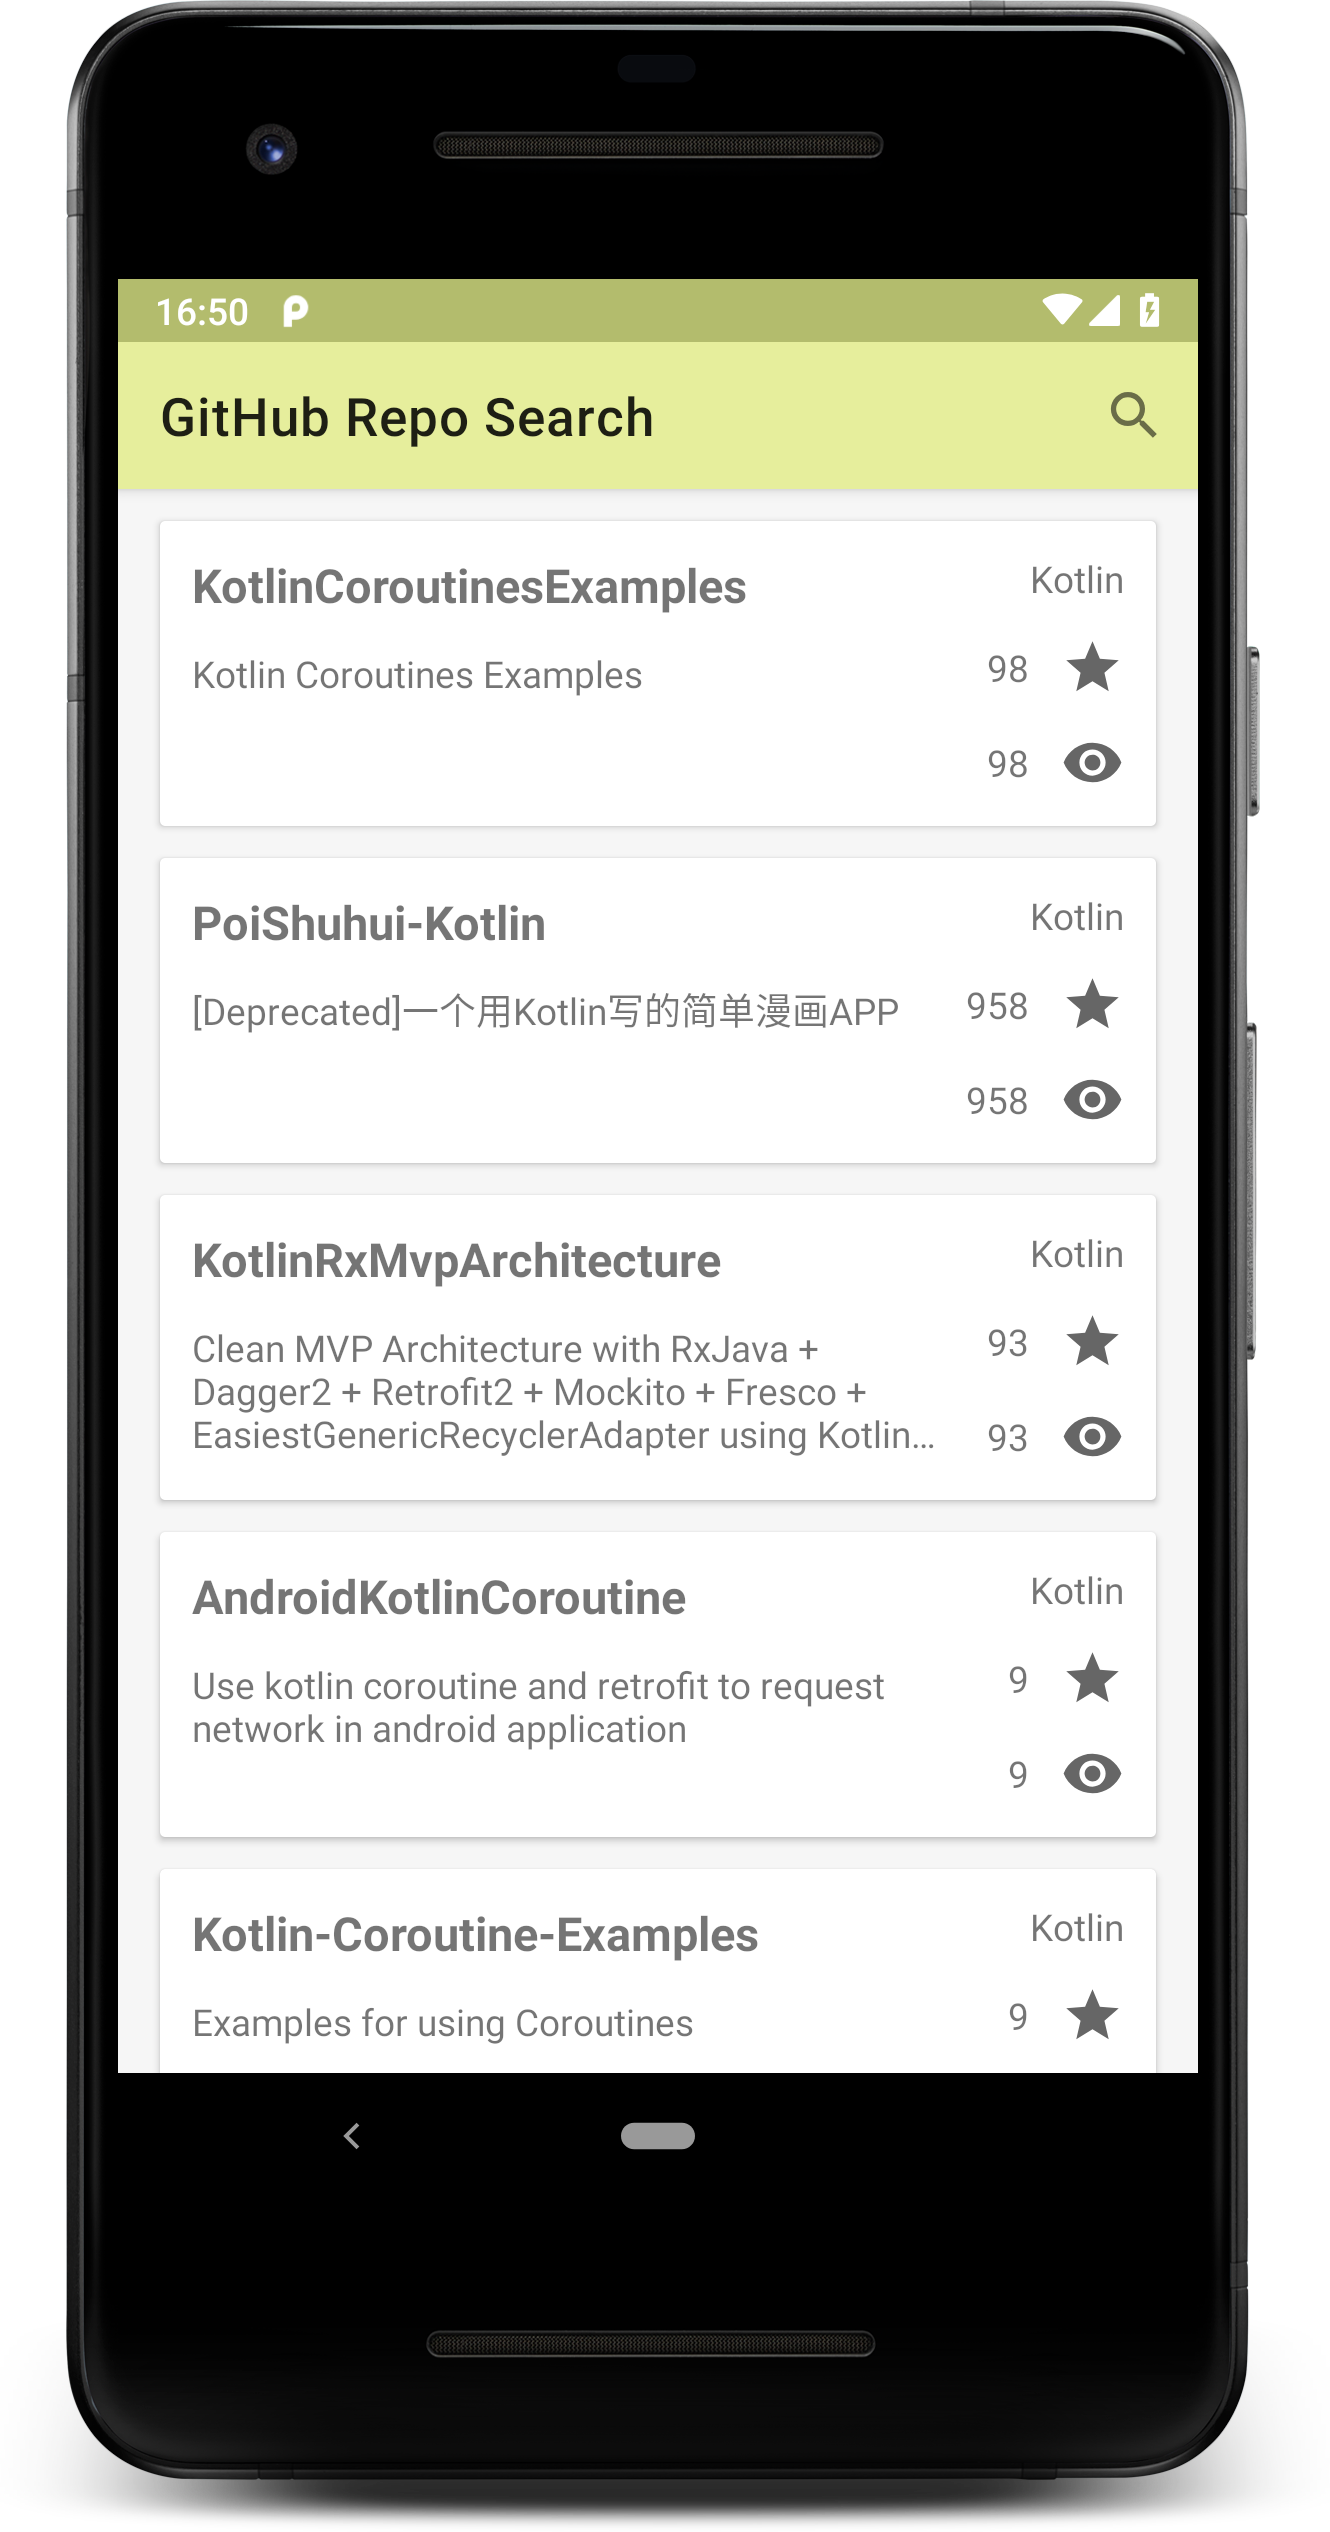 16:50
GitHub Repo Search
KotlinCoroutinesExamples
Kotlin
Kotlin Coroutines Examples
98
98
PoiShuhui-Kotlin
Kotlin
[Deprecated]一个用Kotlin写的简单漫画APP
958
958
KotlinRxMvpArchitecture
Kotlin
Clean MVP Architecture with RxJava +
Dagger2 + Retrofit2 + Mockito + Fresco +
EasiestGenericRecyclerAdapter using Kotlin…
93
93
AndroidKotlinCoroutine
Kotlin
Use kotlin coroutine and retrofit to request
network in android application
9
9
Kotlin-Coroutine-Examples
Kotlin
Examples for using Coroutines
9